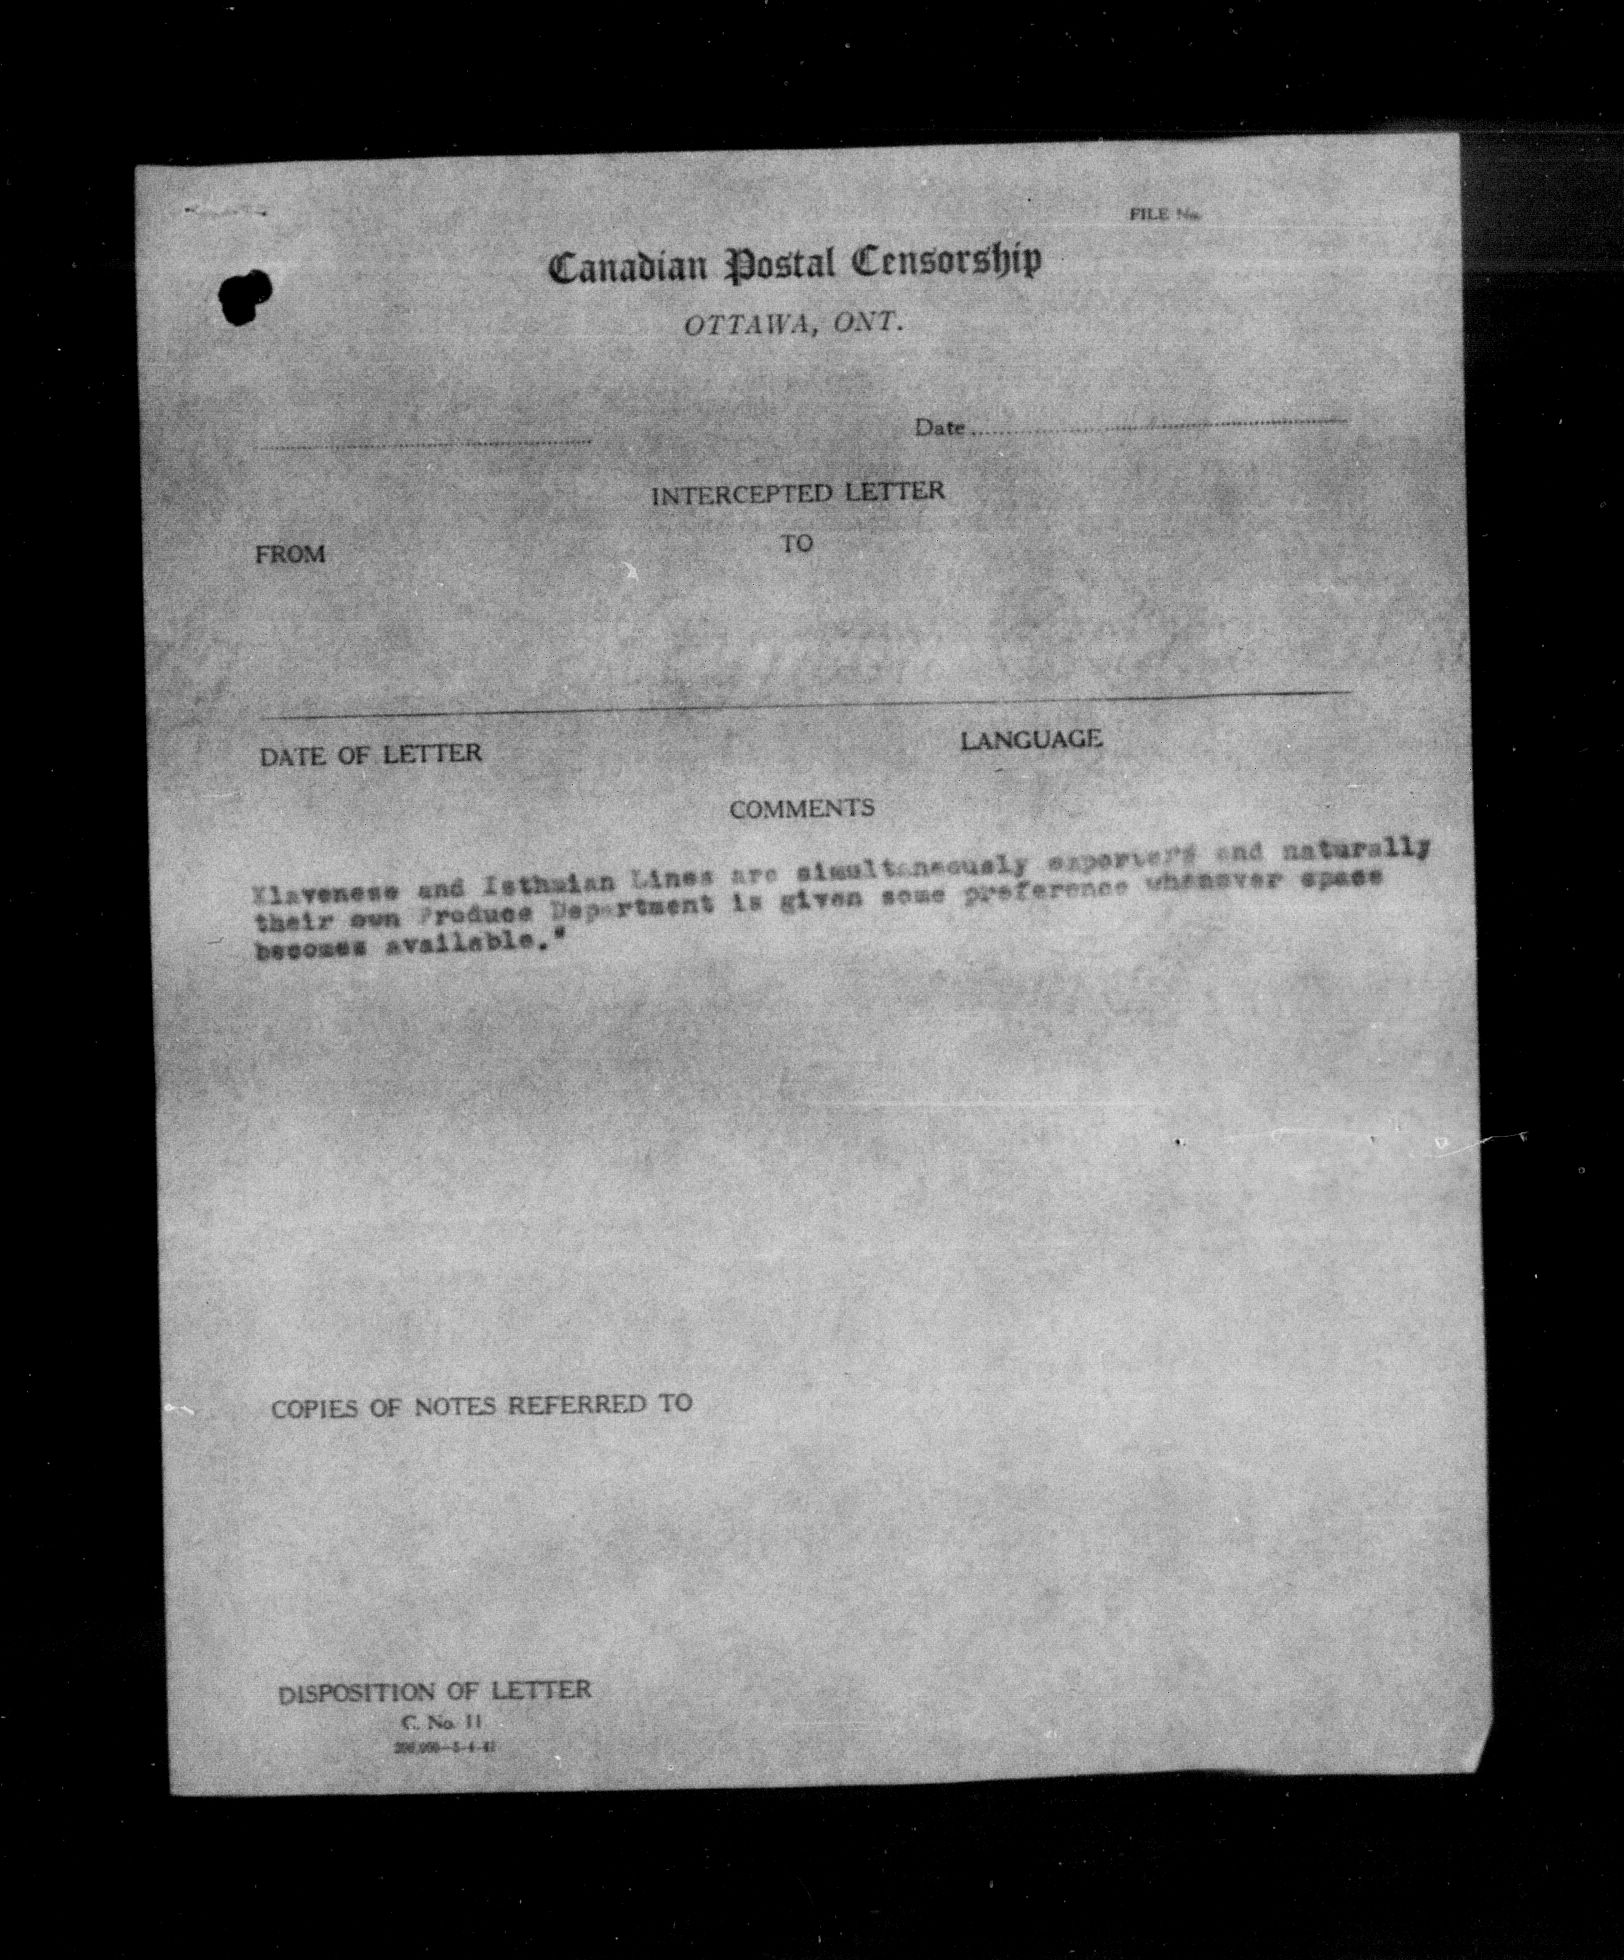 FILE No.
Canadian Postal Censorship
OTTAWA, ONT.
Date
INTERCEPTED LETTER
FROM TO
DATE OF LETTER LANGUAGE
COMMENTS
Klaveness and Isthmian Lines are simultaneously exporters and naturally
their own Produce Department is given some preference whenever space
becomes available."
COPIES OF NOTES REFERRED TO
DISPOSITION OF LETTER
C. No. 11